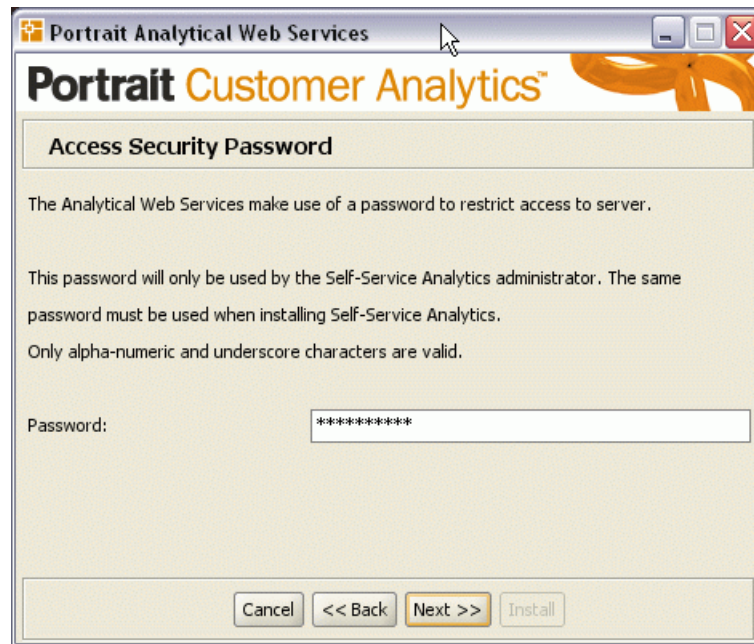 Portrait Analytical Web Services
Portrait Customer Analytics™
Access Security Password
The Analytical Web Services make use of a password to restrict access to server.
This password will only be used by the Self-Service Analytics administrator. The same
password must be used when installing Self-Service Analytics.
Only alpha-numeric and underscore characters are valid.
Password: **********
Cancel << Back Next >> Install